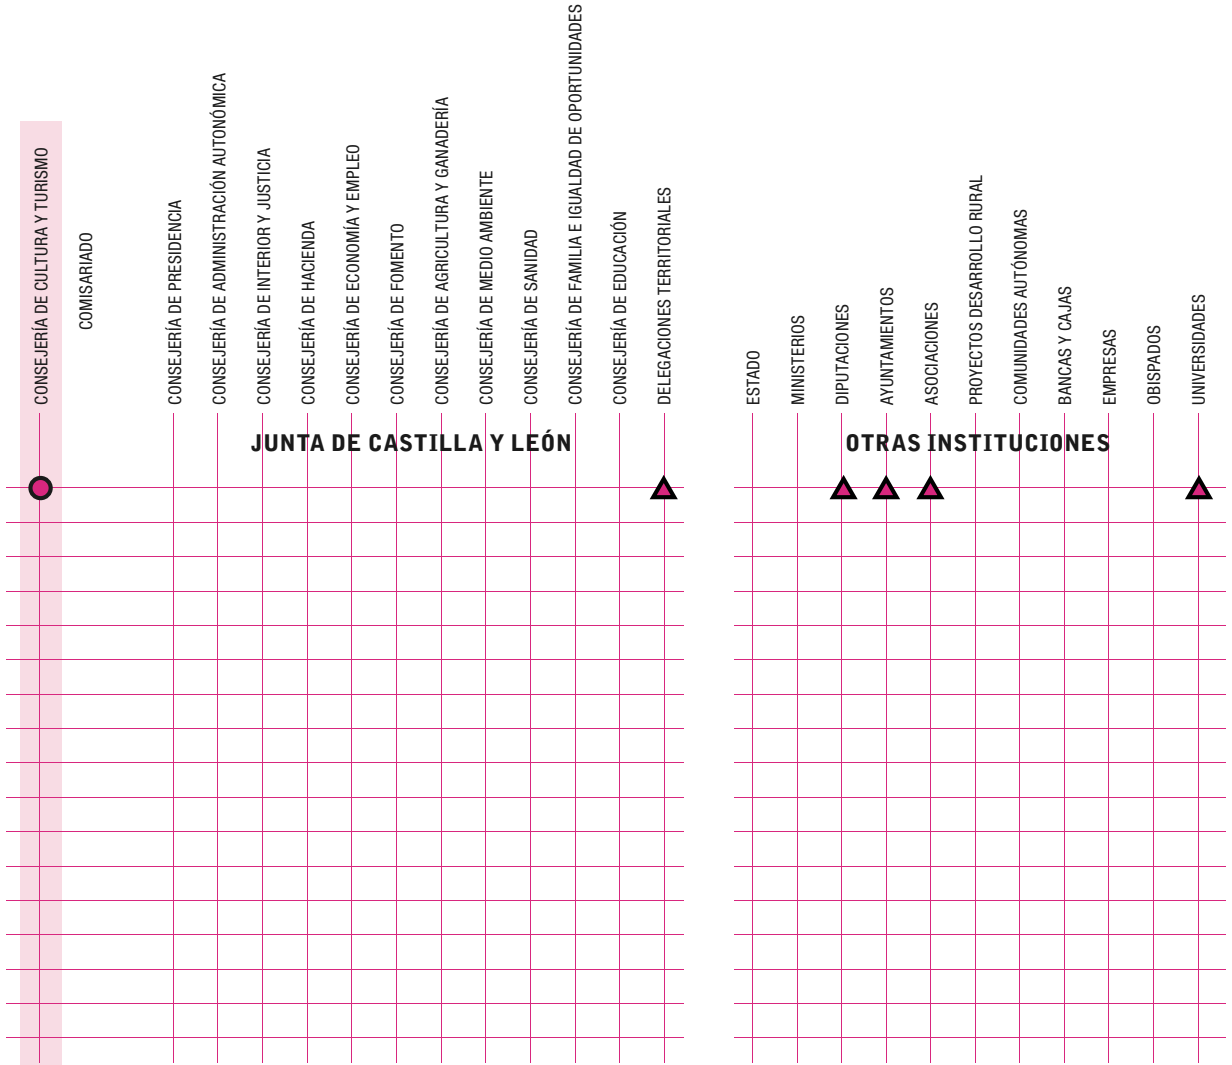 CONSEJERÍA DE CULTURA Y TURISMO
COMISARIADO
CONSEJERÍA DE PRESIDENCIA
CONSEJERÍA DE ADMINISTRACIÓN AUTONÓMICA
CONSEJERÍA DE INTERIOR Y JUSTICIA
CONSEJERÍA DE HACIENDA
CONSEJERÍA DE ECONOMÍA Y EMPLEO
CONSEJERÍA DE FOMENTO
CONSEJERÍA DE AGRICULTURA Y GANADERÍA
CONSEJERÍA DE MEDIO AMBIENTE
CONSEJERÍA DE SANIDAD
CONSEJERÍA DE FAMILIA E IGUALDAD DE OPORTUNIDADES
CONSEJERÍA DE EDUCACIÓN
DELEGACIONES TERRITORIALES
ESTADO
MINISTERIOS
DIPUTACIONES
AYUNTAMIENTOS
ASOCIACIONES
PROYECTOS DESARROLLO RURAL
COMUNIDADES AUTÓNOMAS
BANCAS Y CAJAS
EMPRESAS
OBISPADOS
UNIVERSIDADES
JUNTA DE CASTILLA Y LEÓN
OTRAS INSTITUCIONES